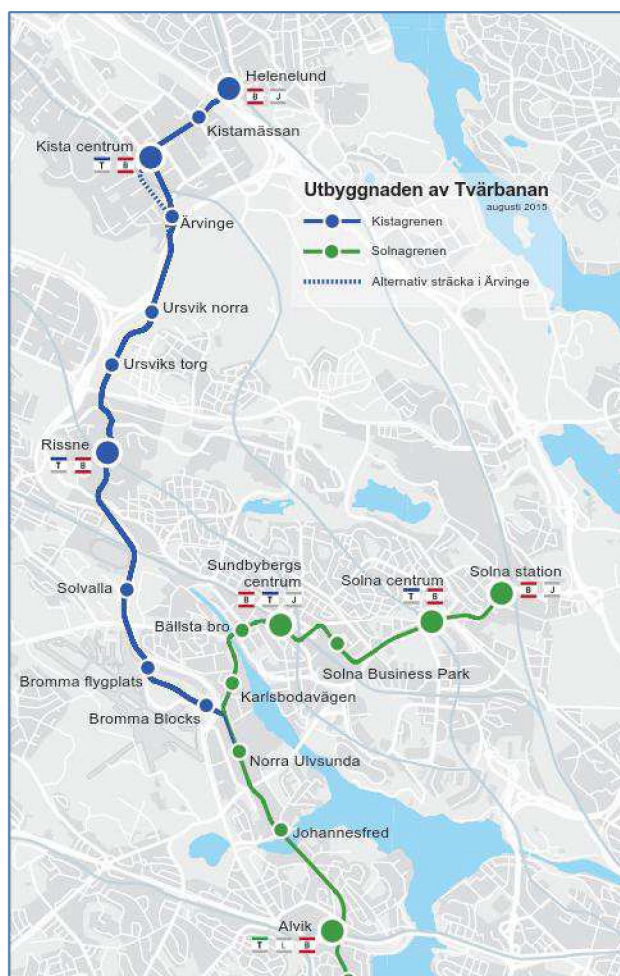 Helenelund
B J
Kistamässan
Kista centrum
T B
Utbyggnaden av Tvärbanan
augusti 2015
Kistagrenen
Solnagrenen
Alternativ sträcka i Ärvinge
Ärvinge
Ursvik norra
Ursviks torg
Rissne
T B
Sundbybergs
centrum
B T J
Solna centrum
T B
Solna station
B J
Solvalla
Bällsta bro
Solna Business Park
Bromma flygplats
Karlsbodavägen
Bromma Blocks
Norra Ulvsunda
Johannesfred
Alvik
T L B